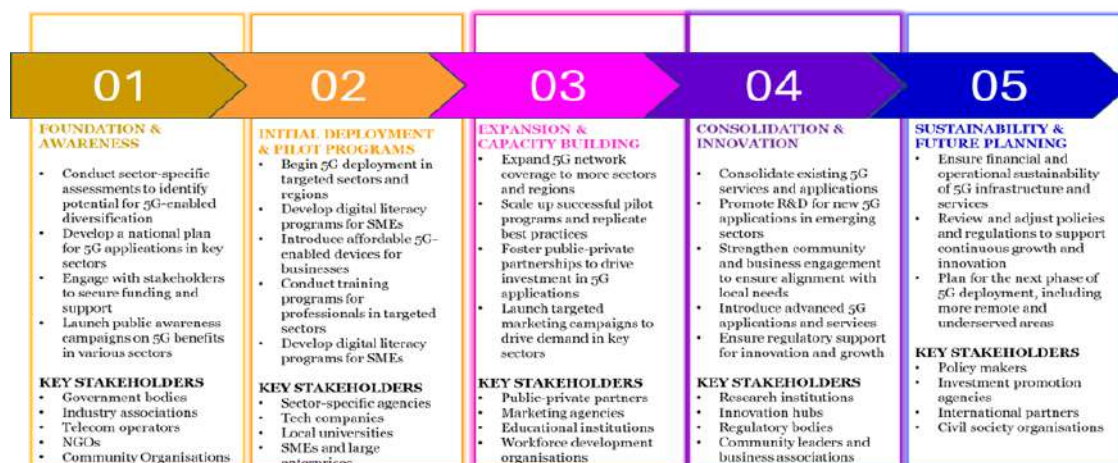 01
FOUNDATION &
AWARENESS
• Conduct sector-specific
assessments to identify
potential for 5G-enabled
diversification
• Develop a national plan
for 5G applications in key
sectors
• Engage with stakeholders
to secure funding and
support
• Launch public awareness
campaigns on 5G benefits
in various sectors
KEY STAKEHOLDERS
• Government bodies
• Industry associations
• Telecom operators
• NGOs
• Community Organisations
02
INITIAL DEPLOYMENT
& PILOT PROGRAMS
• Begin 5G deployment in
targeted sectors and
regions
• Develop digital literacy
programs for SMEs
• Introduce affordable 5G-
enabled devices for
businesses
• Conduct training
programs for
professionals in targeted
sectors
• Develop digital literacy
programs for SMEs
KEY STAKEHOLDERS
• Sector-specific agencies
• Tech companies
• Local universities
• SMEs and large
enterprises
03
EXPANSION &
CAPACITY BUILDING
• Expand 5G network
coverage to more sectors
and regions
• Scale up successful pilot
programs and replicate
best practices
• Foster public-private
partnerships to drive
investment in 5G
applications
• Launch targeted
marketing campaigns to
drive demand in key
sectors
KEY STAKEHOLDERS
• Public-private partners
• Marketing agencies
• Educational institutions
• Workforce development
organisations
04
CONSOLIDATION &
INNOVATION
• Consolidate existing 5G
services and applications
• Promote R&D for new 5G
applications in emerging
sectors
• Strengthen community
and business engagement
to ensure alignment with
local needs
• Introduce advanced 5G
applications and services
• Ensure regulatory support
for innovation and growth
KEY STAKEHOLDERS
• Research institutions
• Innovation hubs
• Regulatory bodies
• Community leaders and
business associations
05
SUSTAINABILITY &
FUTURE PLANNING
• Ensure financial and
operational sustainability
of 5G infrastructure and
services
• Review and adjust policies
and regulations to support
continuous growth and
innovation
• Plan for the next phase of
5G deployment, including
more remote and
underserved areas
KEY STAKEHOLDERS
• Policy makers
• Investment promotion
agencies
• International partners
• Civil society organisations